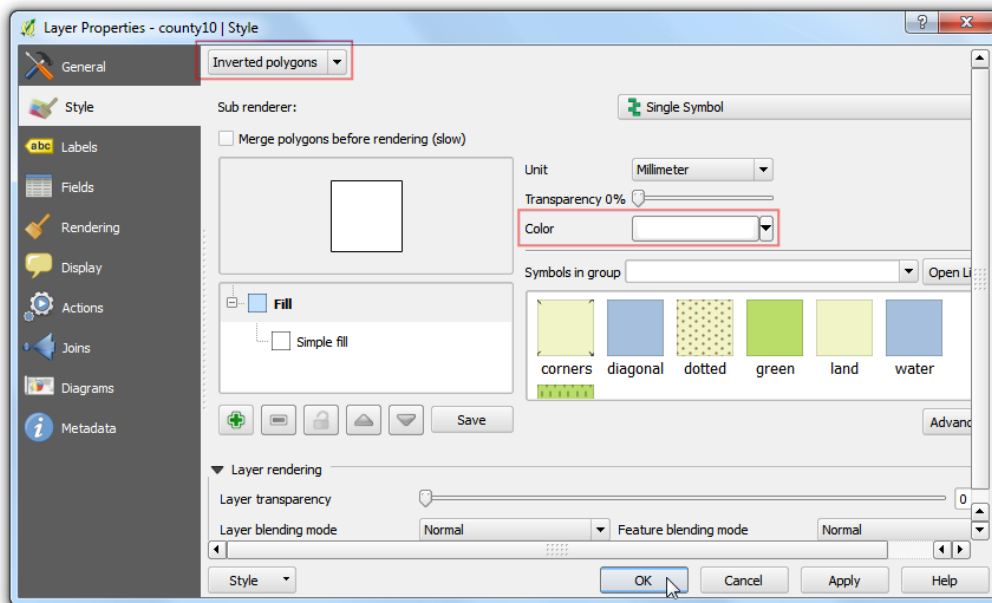 Layer Properties - county10 | Style
General
Style
abc Labels
Fields
Rendering
Display
Actions
Joins
Diagrams
i Metadata
Inverted polygons
Sub renderer: Single Symbol
Merge polygons before rendering (slow)
Unit Millimeter
Transparency 0%
Color
Symbols in group Open Li
Fill
Simple fill
corners diagonal dotted green land water
Save
Advanc
Layer rendering
Layer transparency 0
Layer blending mode Normal Feature blending mode Normal
Style OK Cancel Apply Help